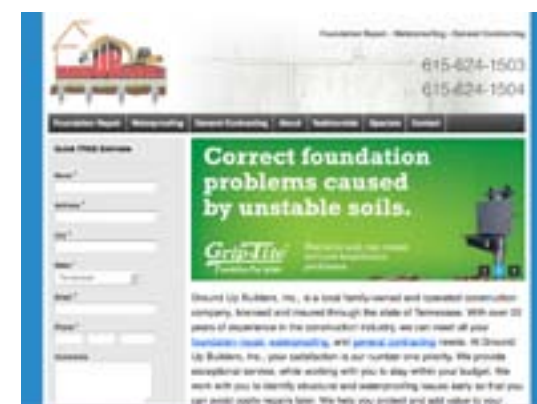 Foundation Repair - Waterproofing - General Contracting
615-624-1503
615-624-1504
Foundation Repair Waterproofing General Contracting About Testimonials Specials Contact
Quick FREE Estimate
Name *
Address *
City *
State *
Tennessee
Email *
Phone *
Comments
Correct foundation
problems caused
by unstable soils.
Grip-Tite
Ground Up Builders, Inc., is a local family-owned and operated construction
company, licensed and insured through the state of Tennessee. With over 20
years of experience in the construction industry, we can meet all your
foundation repair, waterproofing, and general contracting needs. At Ground
Up Builders, Inc., your satisfaction is our number one priority. We provide
exceptional service, while working with you to stay within your budget. We
work with you to identify structural and waterproofing issues early so that you
can avoid costly repairs later. We help you protect and add value to your